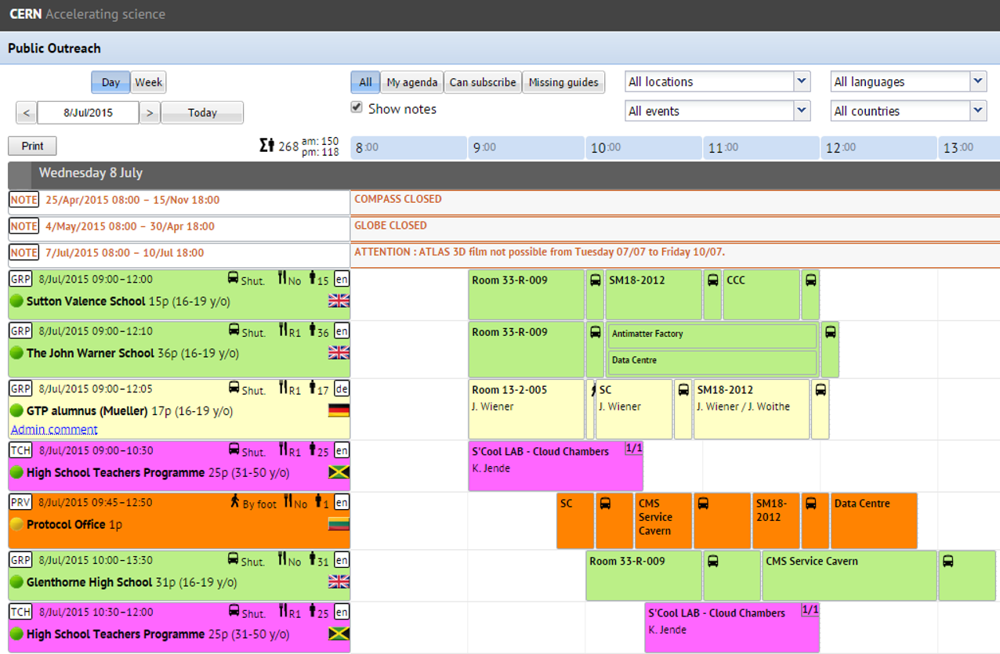 CERN Accelerating science
Public Outreach
Day Week
All My agenda Can subscribe Missing guides
All locations
All languages
< 8/Jul/2015 > Today
Show notes
All events
All countries
Print
Σ 268 am: 150
pm: 118
8:00 9:00 10:00 11:00 12:00 13:00
Wednesday 8 July
NOTE 25/Apr/2015 08:00 – 15/Nov 18:00 COMPASS CLOSED
NOTE 4/May/2015 08:00 – 30/Apr 18:00 GLOBE CLOSED
NOTE 7/Jul/2015 08:00 – 10/Jul 18:00 ATTENTION : ATLAS 3D film not possible from Tuesday 07/07 to Friday 10/07.
GRP 8/Jul/2015 09:00–12:00 Shut. No 15 en
Sutton Valence School 15p (16-19 y/o)
Room 33-R-009 SM18-2012 CCC
GRP 8/Jul/2015 09:00–12:10 Shut. R1 36 en
The John Warner School 36p (16-19 y/o)
Room 33-R-009 Antimatter Factory
Data Centre
GRP 8/Jul/2015 09:00–12:05 Shut. R1 17 de
GTP alumnus (Mueller) 17p (16-19 y/o)
Admin comment
Room 13-2-005 SC SM18-2012
J. Wiener J. Wiener J. Wiener / J. Woithe
TCH 8/Jul/2015 09:00–10:30 Shut. R1 25 en
High School Teachers Programme 25p (31-50 y/o)
S'Cool LAB - Cloud Chambers 1/1
K. Jende
PRV 8/Jul/2015 09:45–12:50 By foot No 1 en
Protocol Office 1p
SC CMS Service Cavern SM18-2012 Data Centre
GRP 8/Jul/2015 10:00–13:30 Shut. No 31 en
Glenthorne High School 31p (16-19 y/o)
Room 33-R-009 CMS Service Cavern
TCH 8/Jul/2015 10:30–12:00 Shut. R1 25 en
High School Teachers Programme 25p (31-50 y/o)
S'Cool LAB - Cloud Chambers 1/1
K. Jende